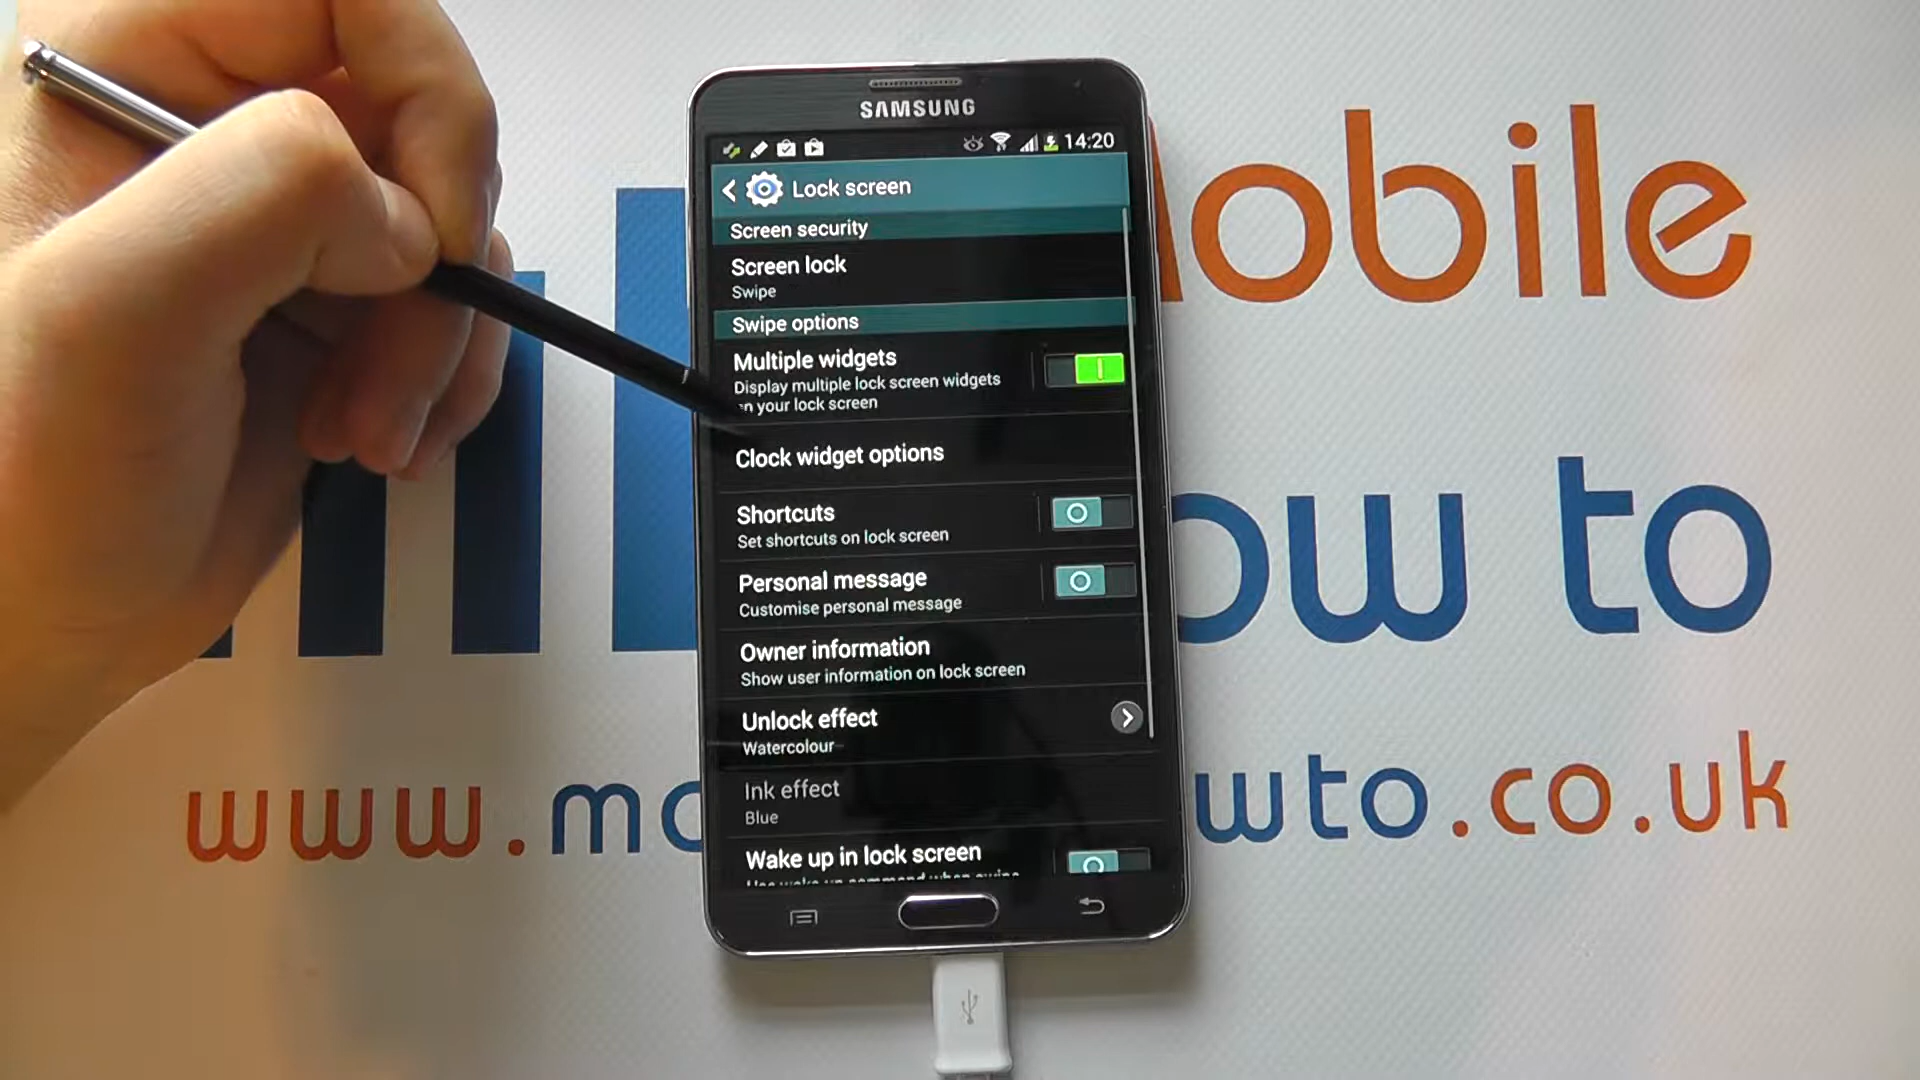 SAMSUNG
14:20
Lock screen
Screen security
Screen lock
Swipe
Swipe options
Multiple widgets
Display multiple lock screen widgets
on your lock screen
Clock widget options
Shortcuts
Set shortcuts on lock screen
Personal message
Customise personal message
Owner information
Show user information on lock screen
Unlock effect
Watercolour
Ink effect
Blue
Wake up in lock screen
obile
ow to
www.mo
wto.co.uk